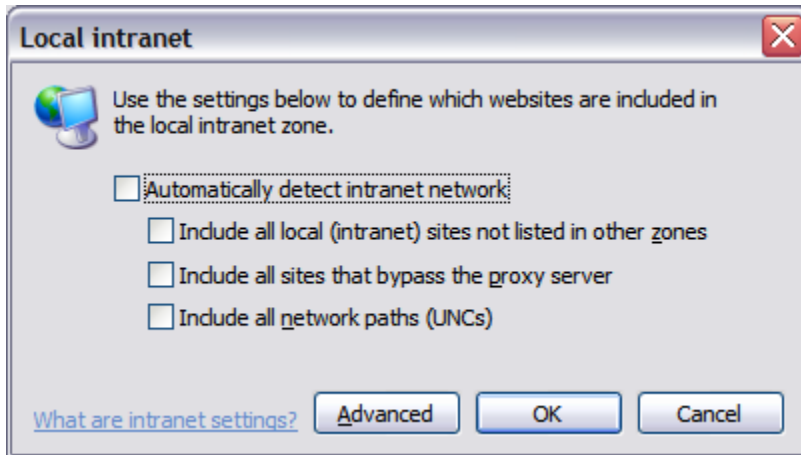 Local intranet
Use the settings below to define which websites are included in
the local intranet zone.
Automatically detect intranet network
Include all local (intranet) sites not listed in other zones
Include all sites that bypass the proxy server
Include all network paths (UNCs)
What are intranet settings?
Advanced
OK
Cancel